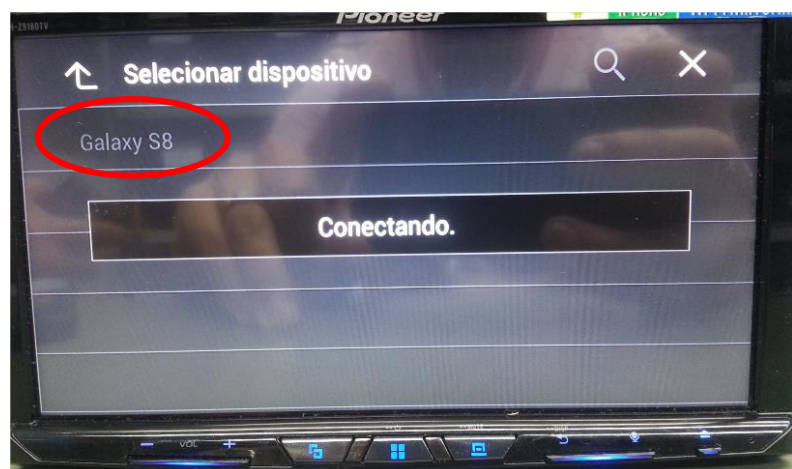 Pioneer
Selecionar dispositivo
Galaxy S8
Conectando.
- VOL +